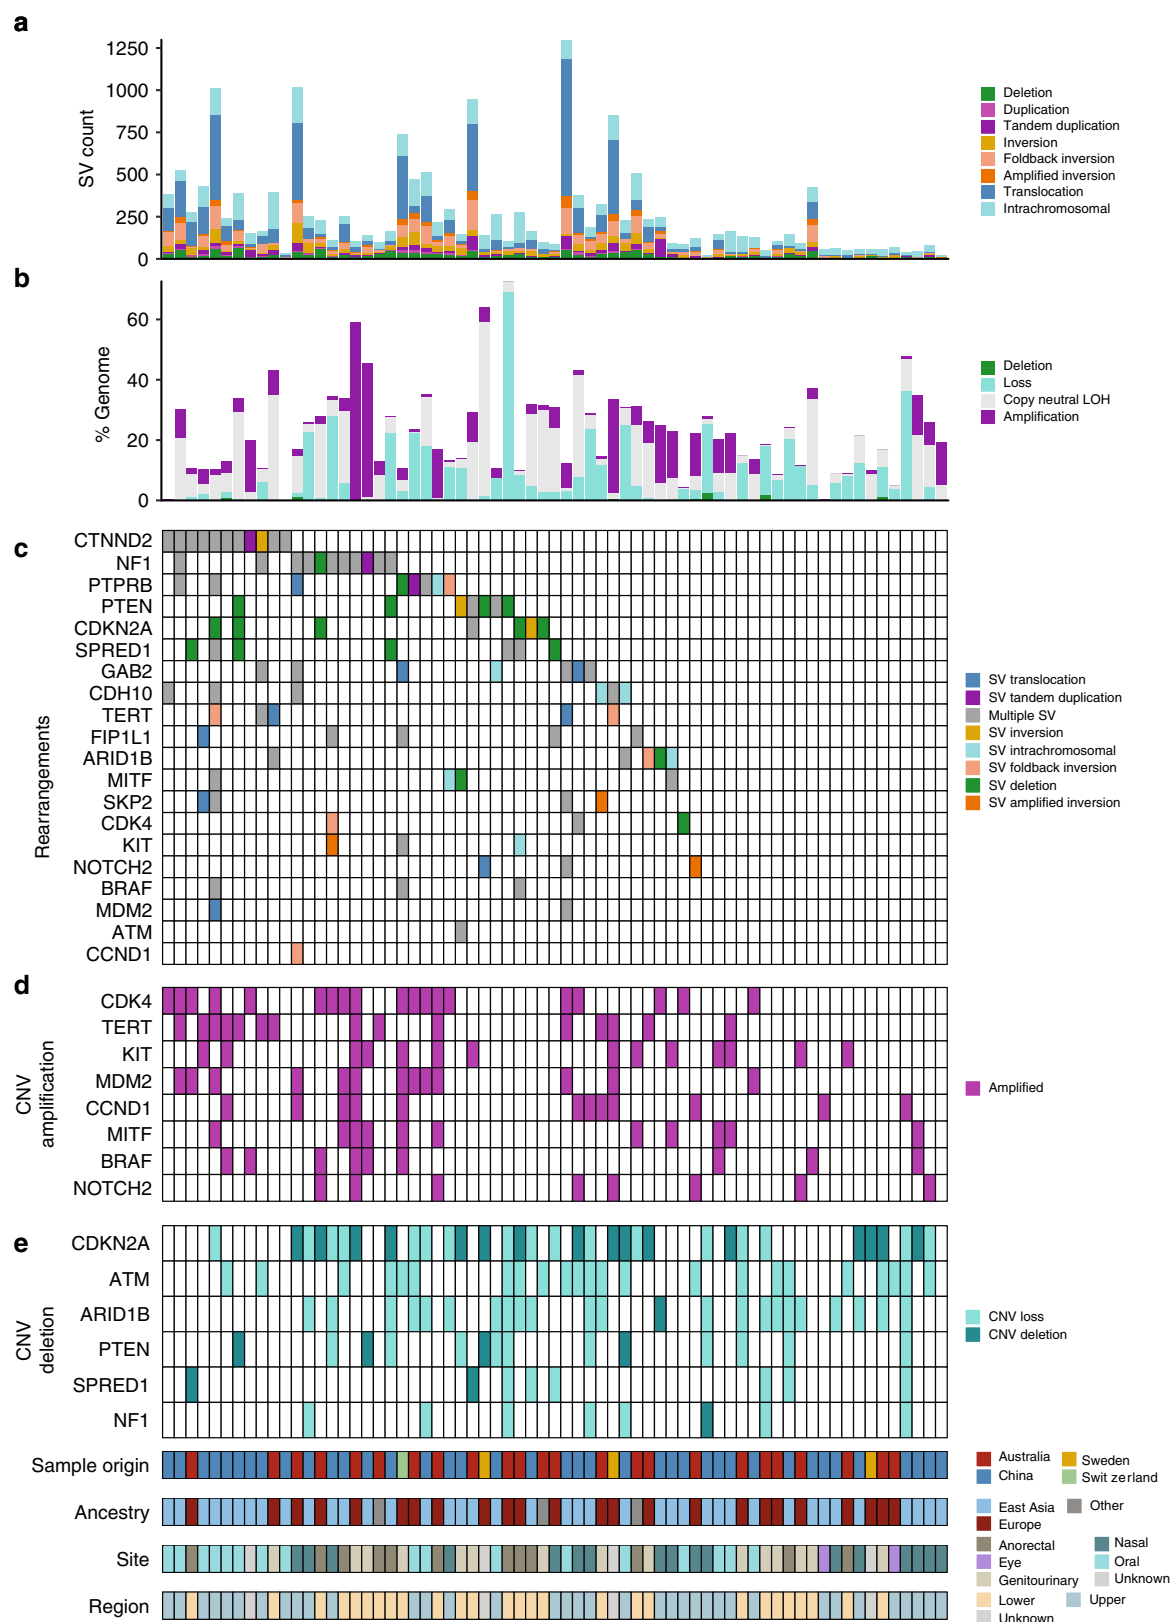 a
1250
1000
750
500
250
0
SV count
Deletion
Duplication
Tandem duplication
Inversion
Foldback inversion
Amplified inversion
Translocation
Intrachromosomal
b
60
40
20
0
% Genome
Deletion
Loss
Copy neutral LOH
Amplification
c
Rearrangements
CTNND2
NF1
PTPRB
PTEN
CDKN2A
SPRED1
GAB2
CDH10
TERT
FIP1L1
ARID1B
MITF
SKP2
CDK4
KIT
NOTCH2
BRAF
MDM2
ATM
CCND1
SV translocation
SV tandem duplication
Multiple SV
SV inversion
SV intrachromosomal
SV foldback inversion
SV deletion
SV amplified inversion
d
CNV
amplification
CDK4
TERT
KIT
MDM2
CCND1
MITF
BRAF
NOTCH2
Amplified
e
CNV
deletion
CDKN2A
ATM
ARID1B
PTEN
SPRED1
NF1
CNV loss
CNV deletion
Sample origin
Australia
Sweden
China
Swit zerland
Ancestry
East Asia
Other
Europe
Site
Anorectal
Nasal
Eye
Oral
Genitourinary
Unknown
Region
Lower
Upper
Unknown